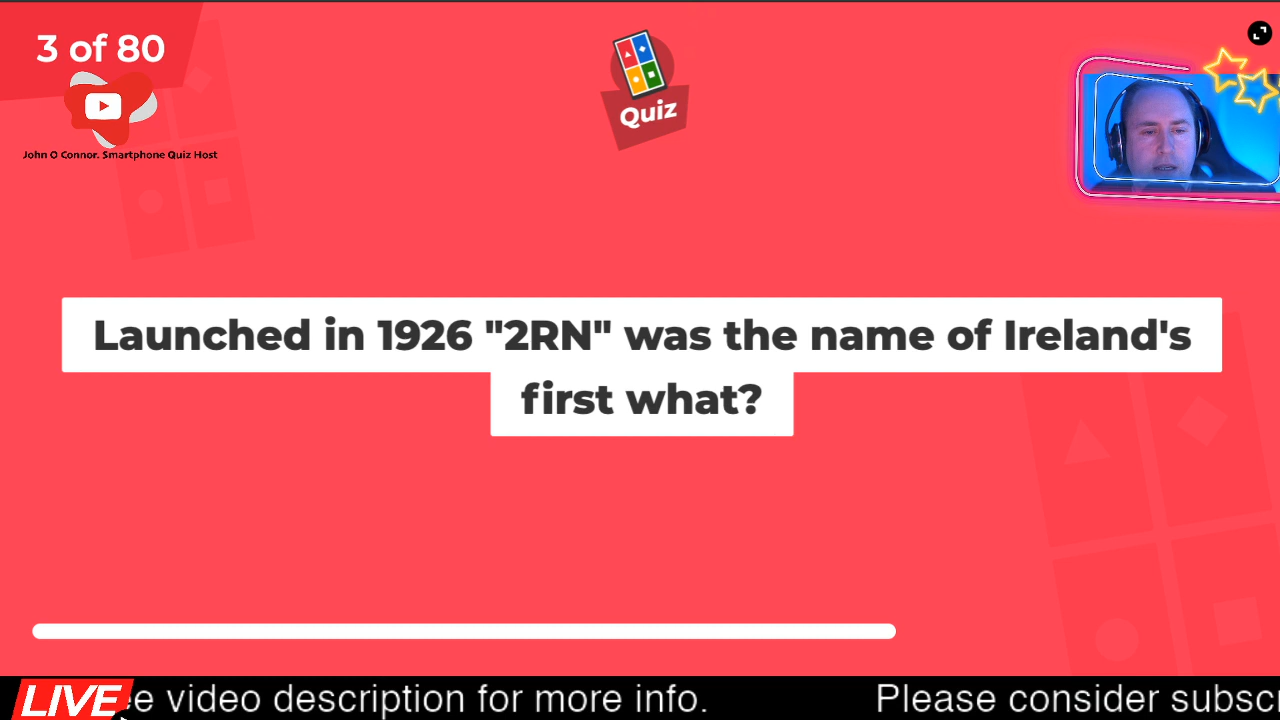 3 of 80
John O Connor. Smartphone Quiz Host
Quiz
Launched in 1926 "2RN" was the name of Ireland's
first what?
LIVE
video description for more info. Please consider